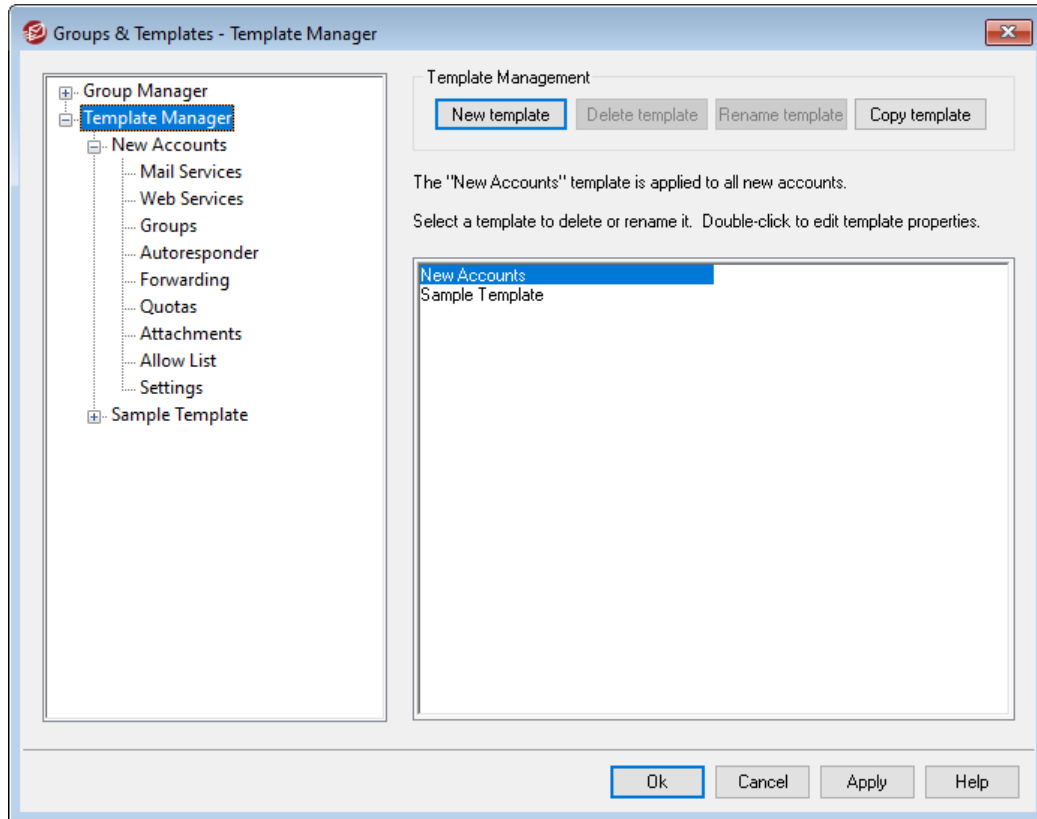 Groups & Templates - Template Manager
Group Manager
Template Manager
New Accounts
Mail Services
Web Services
Groups
Autoresponder
Forwarding
Quotas
Attachments
Allow List
Settings
Sample Template
Template Management
New template Delete template Rename template Copy template
The "New Accounts" template is applied to all new accounts.
Select a template to delete or rename it.  Double-click to edit template properties.
New Accounts
Sample Template
Ok Cancel Apply Help